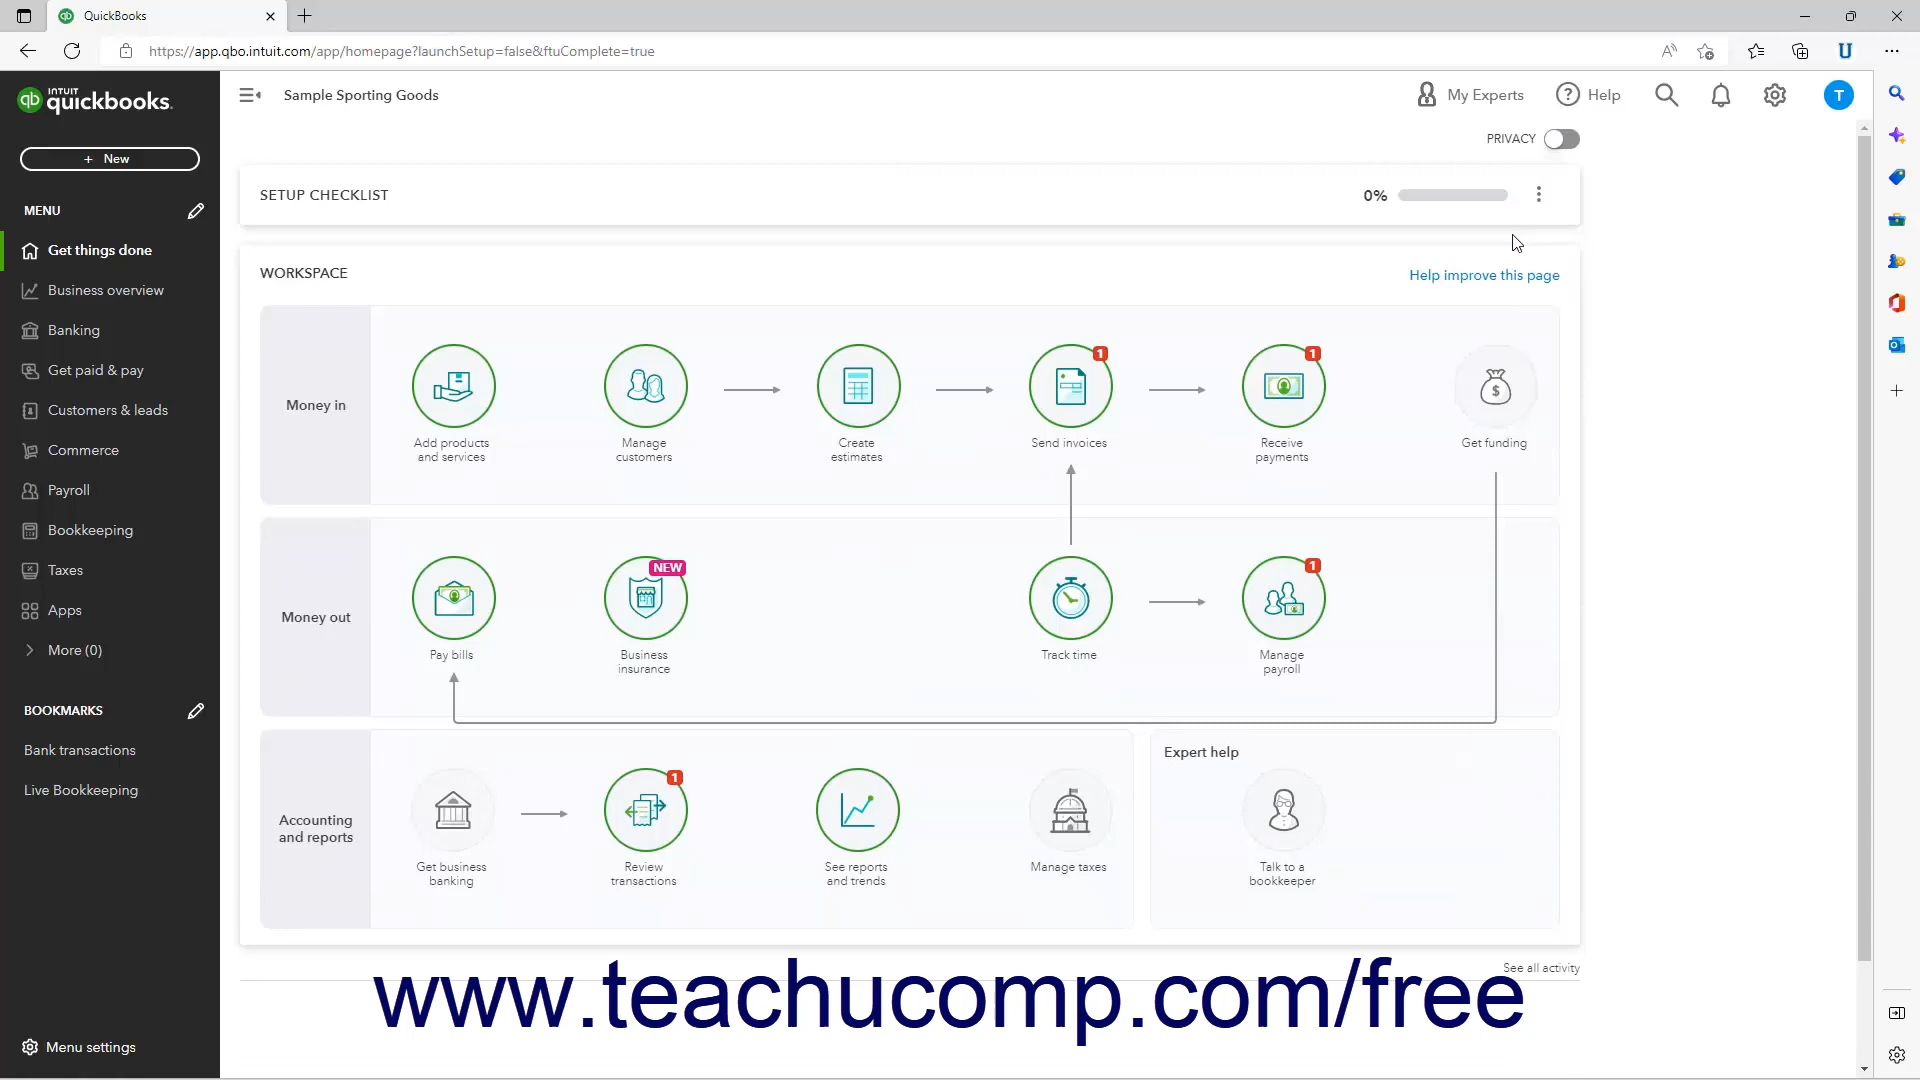 QuickBooks
https://app.qbo.intuit.com/app/homepage?launchSetup=false&ftuComplete=true
INTUIT
quickbooks.
Sample Sporting Goods
My Experts
Help
T
PRIVACY
+ New
MENU
Get things done
Business overview
Banking
Get paid & pay
Customers & leads
Commerce
Payroll
Bookkeeping
Taxes
Apps
More (0)
BOOKMARKS
Bank transactions
Live Bookkeeping
Menu settings
SETUP CHECKLIST
0%
WORKSPACE
Help improve this page
Money in
Add products
and services
Manage
customers
Create
estimates
1
Send invoices
1
Receive
payments
Get funding
Money out
Pay bills
NEW
Business
insurance
Track time
1
Manage
payroll
Accounting
and reports
Get business
banking
1
Review
transactions
See reports
and trends
Manage taxes
Expert help
Talk to a
bookkeeper
See all activity
www.teachucomp.com/free